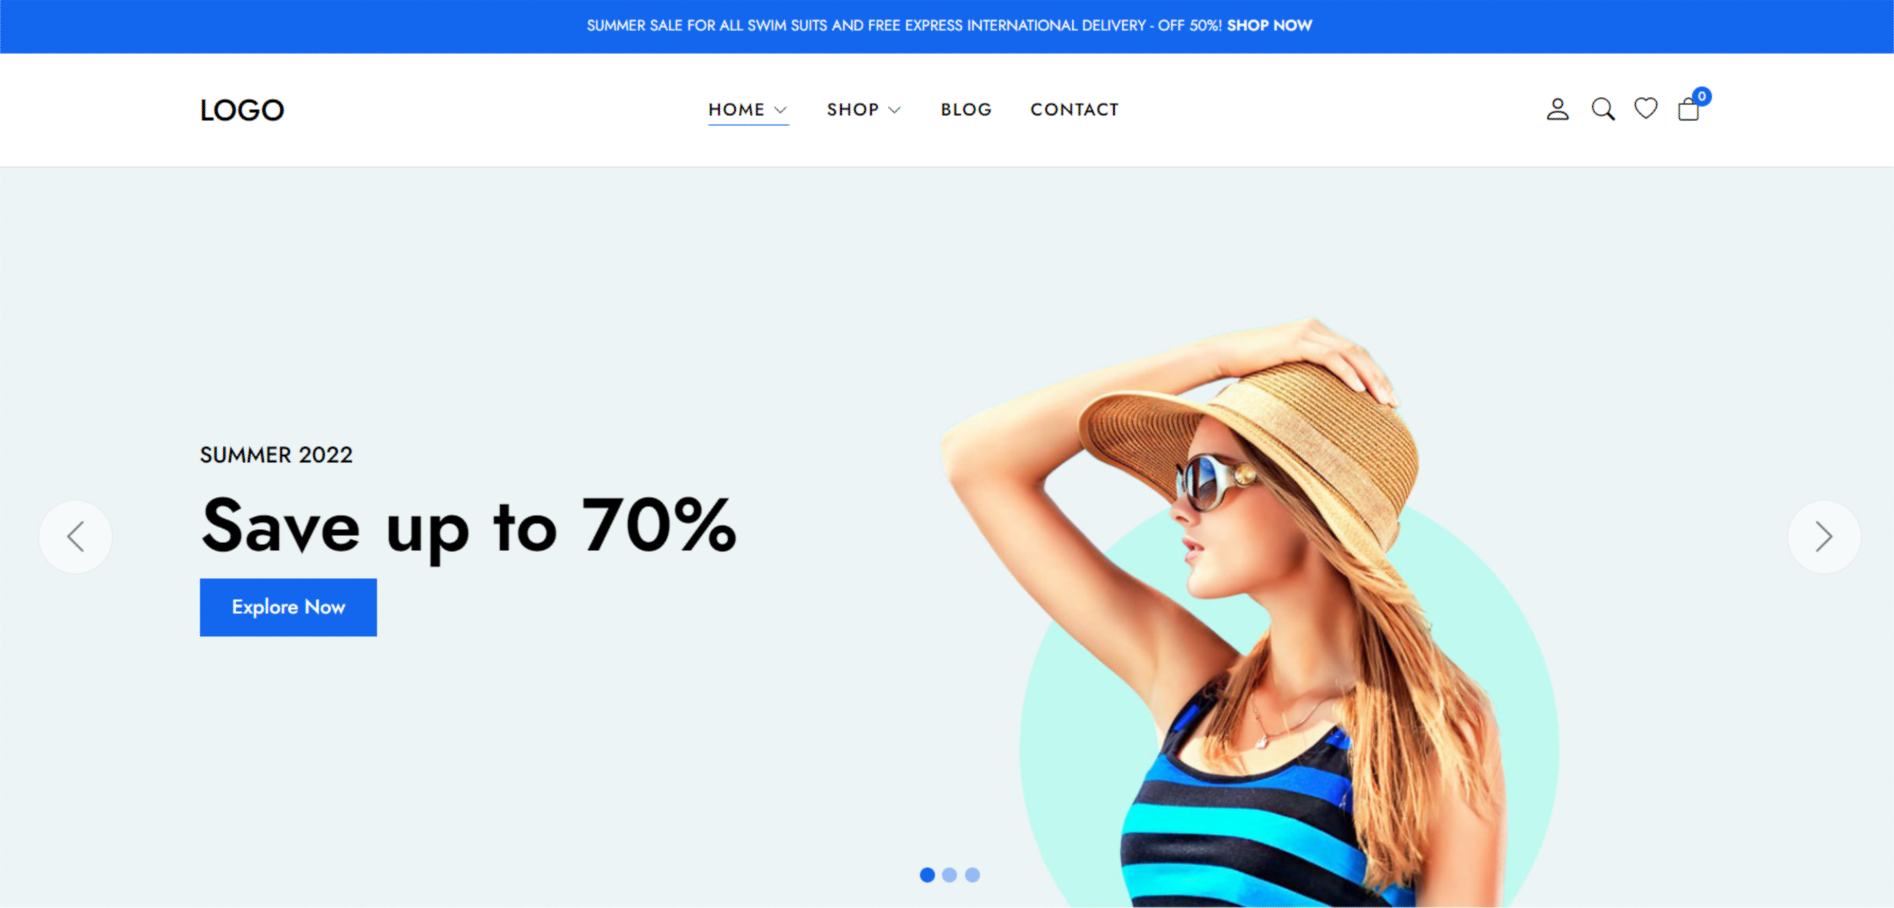 SUMMER SALE FOR ALL SWIM SUITS AND FREE EXPRESS INTERNATIONAL DELIVERY - OFF 50%! SHOP NOW
LOGO
HOME
SHOP
BLOG
CONTACT
0
SUMMER 2022
Save up to 70%
Explore Now